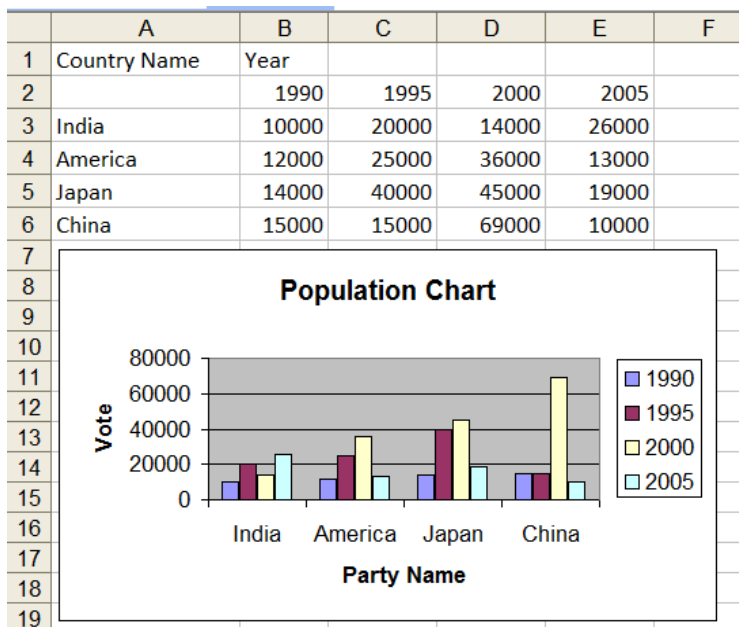 A B C D E F
1 Country Name Year
2 1990 1995 2000 2005
3 India 10000 20000 14000 26000
4 America 12000 25000 36000 13000
5 Japan 14000 40000 45000 19000
6 China 15000 15000 69000 10000
7
8
9
10
11
12
13
14
15
16
17
18
19
Population Chart
Vote
80000
60000
40000
20000
0
India America Japan China
Party Name
1990
1995
2000
2005